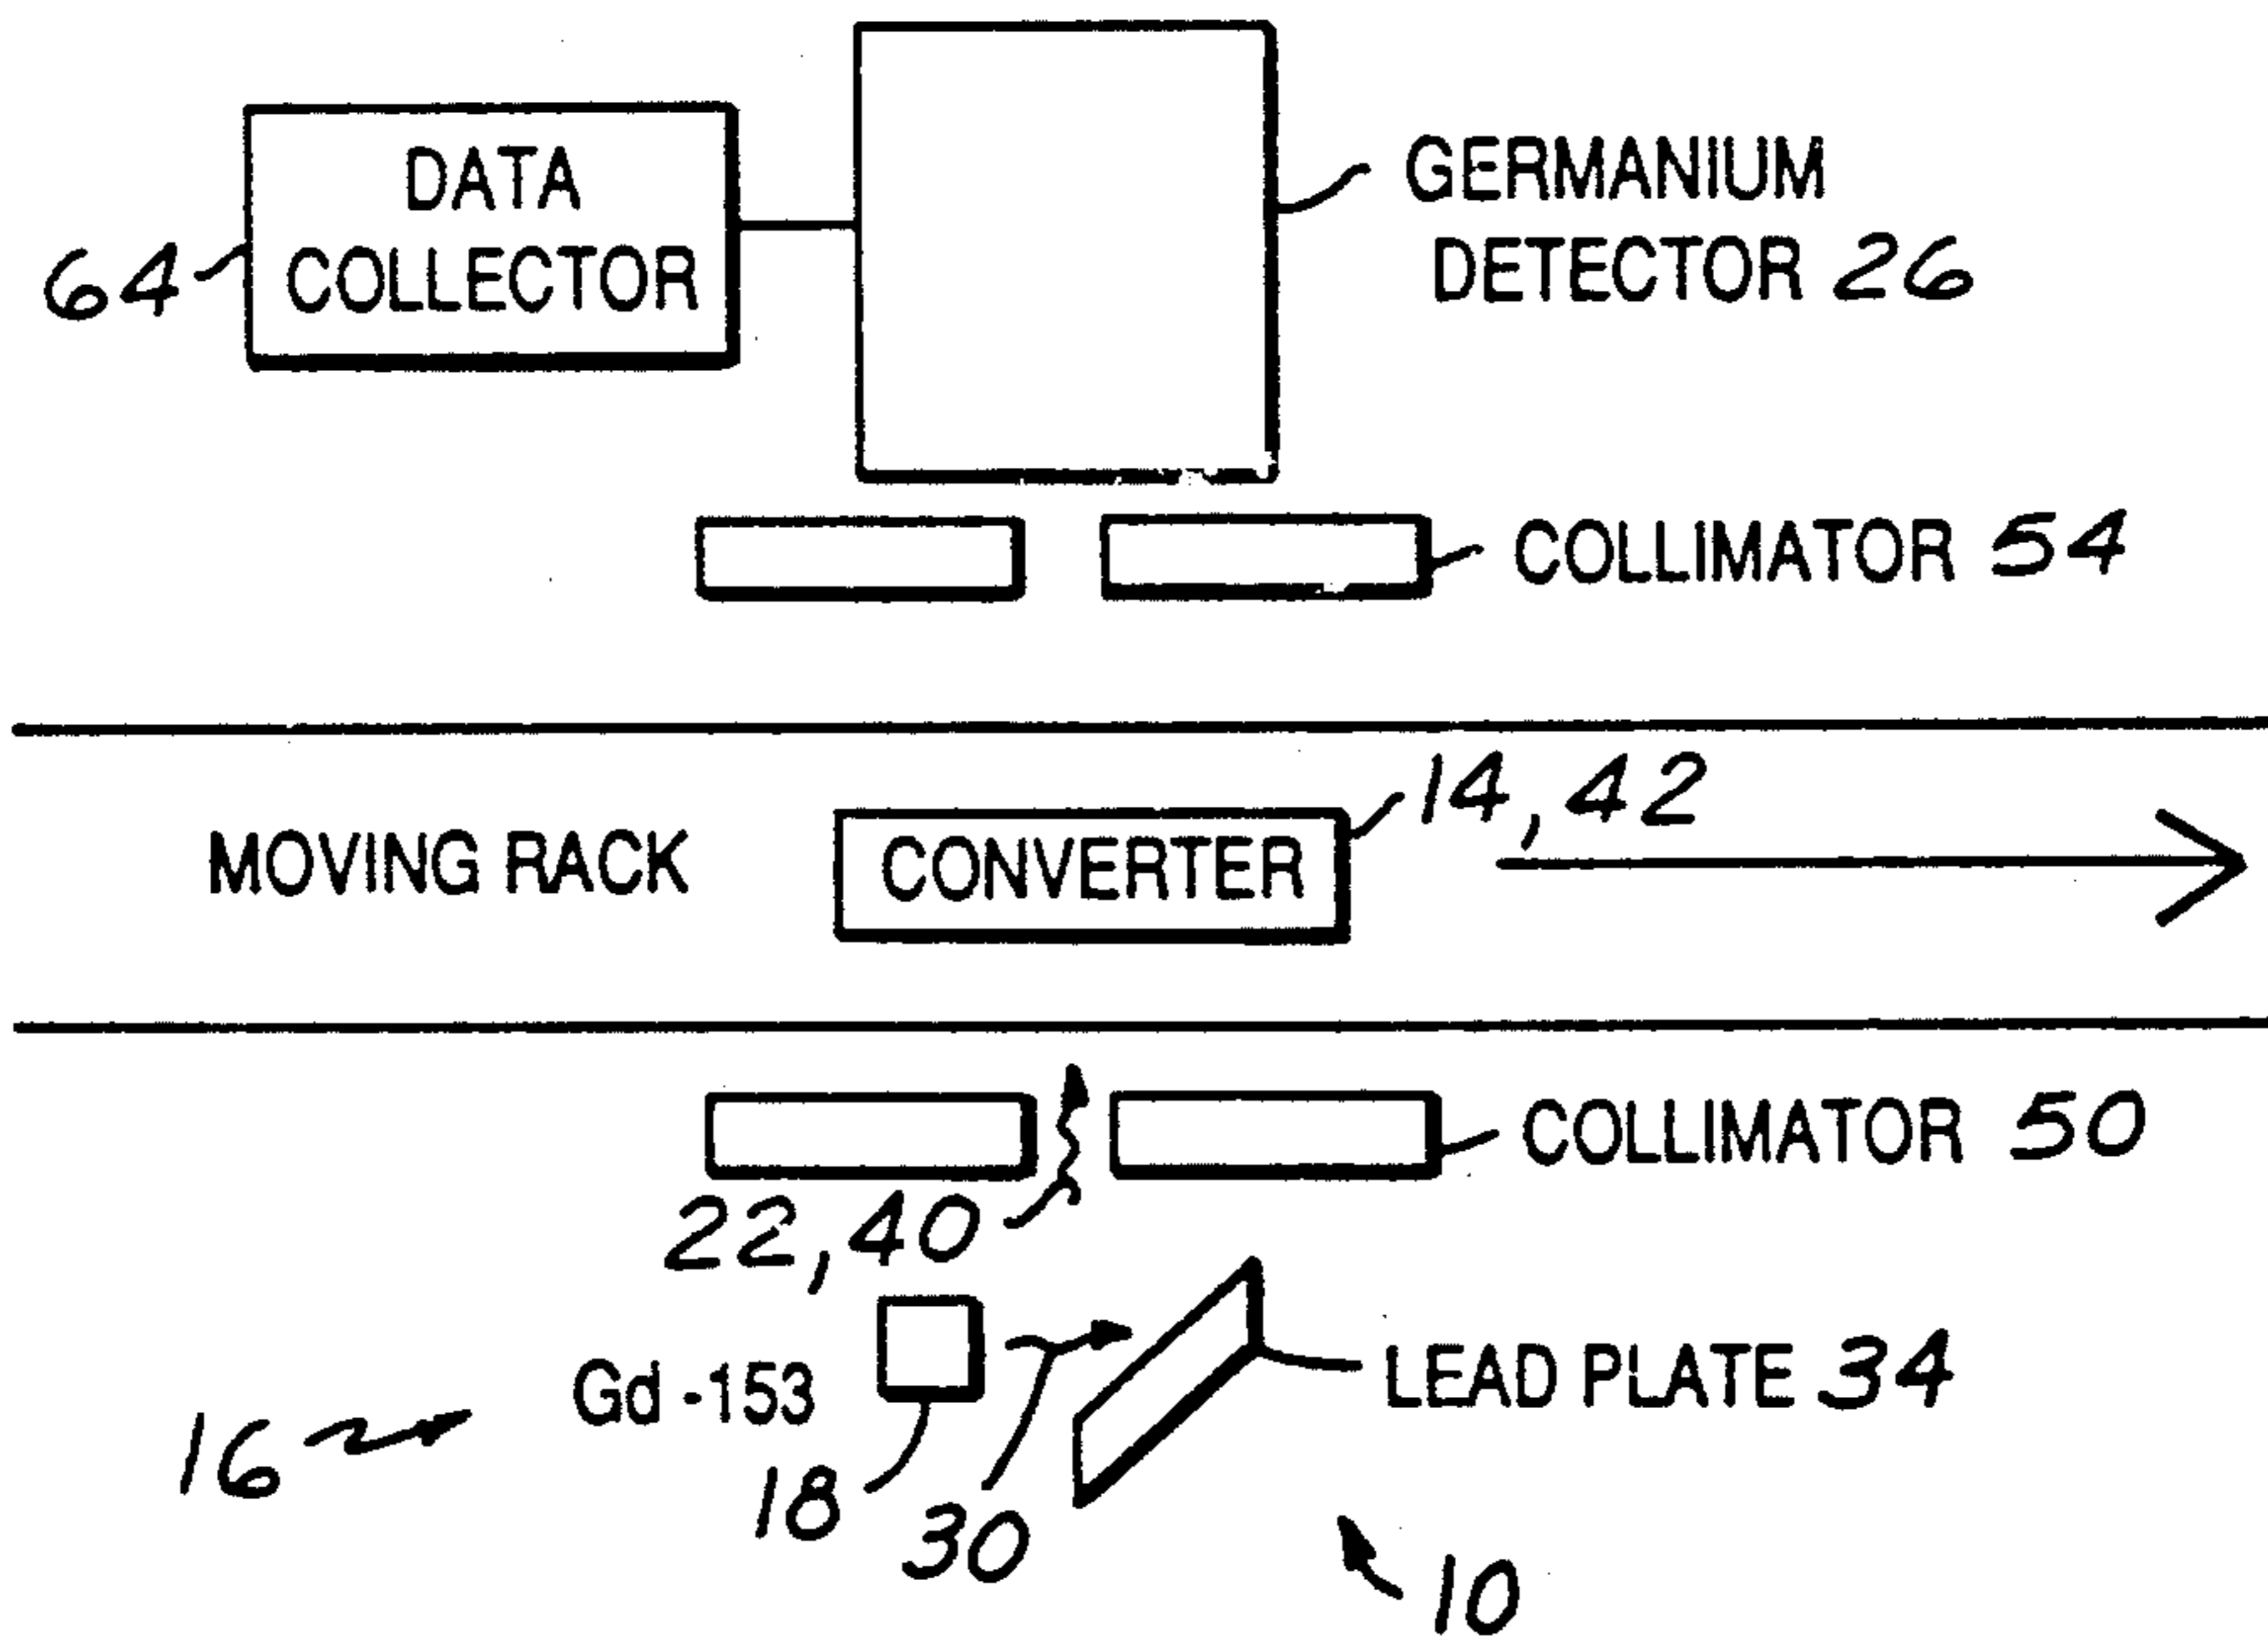 DATA
COLLECTOR
64
GERMANIUM
DETECTOR 26
COLLIMATOR 54
14,42
MOVING RACK
CONVERTER
COLLIMATOR 50
22,40
Gd-153
LEAD PLATE 34
16
18
30
10